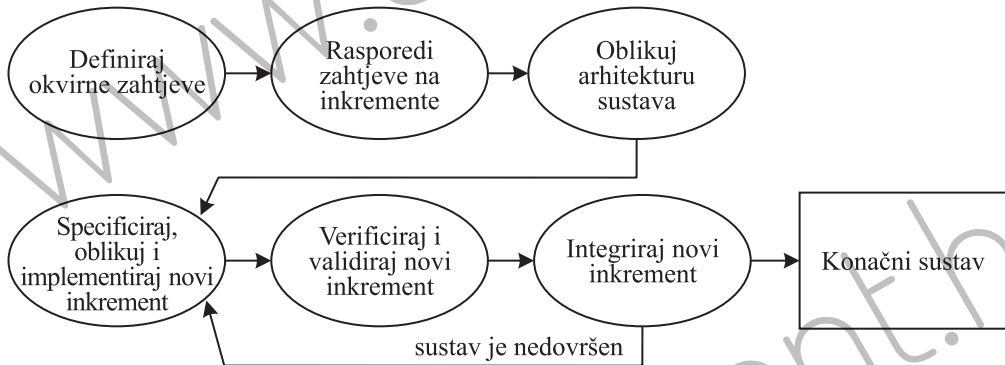 Definiraj
okvirne zahtjeve
Rasporedi
zahtjeve na
inkremente
Oblikuj
arhitekturu
sustava
Specificiraj,
oblikuj i
implementiraj novi
inkrement
Verificiraj i
validiraj novi
inkrement
Integriraj novi
inkrement
Konačni sustav
sustav je nedovršen